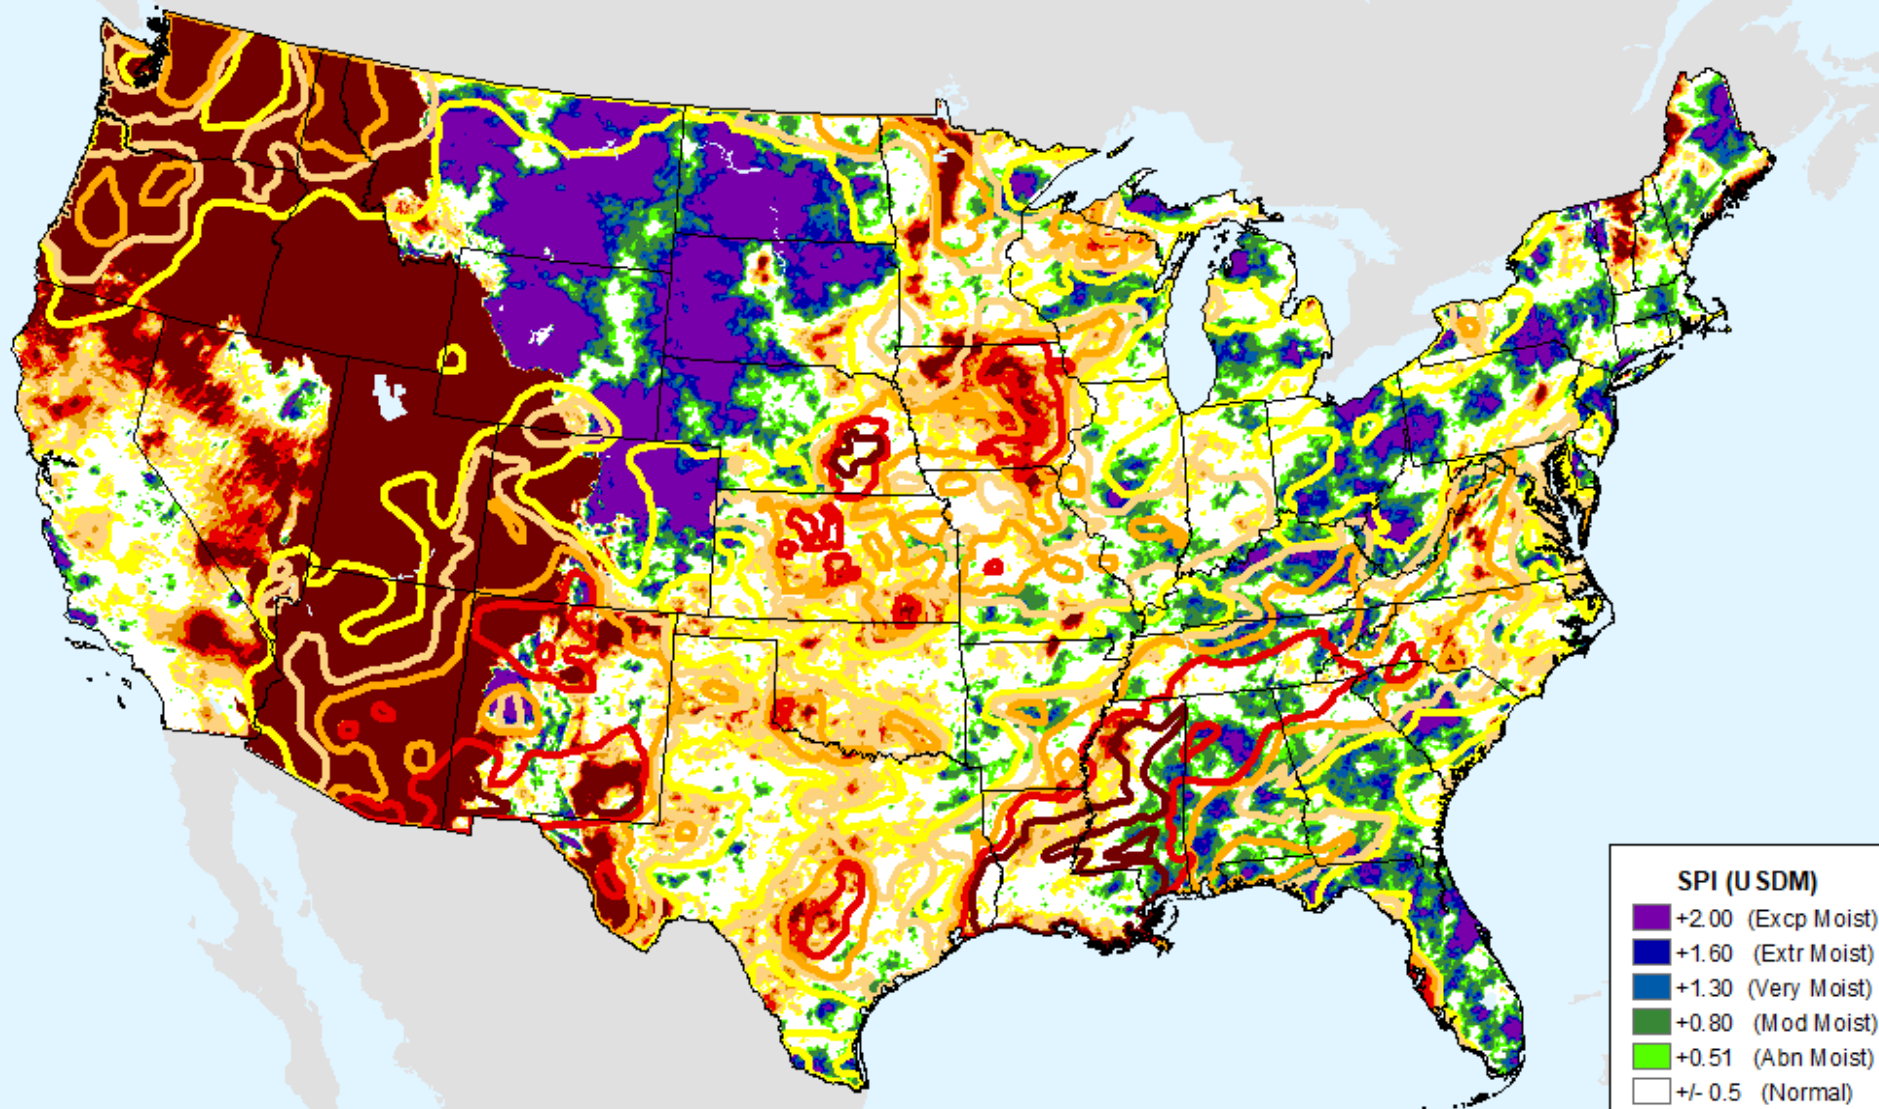 SPI (USDM)
+2.00 (Excp Moist)
+1.60 (Extr Moist)
+1.30 (Very Moist)
+0.80 (Mod Moist)
+0.51 (Abn Moist)
+/- 0.5 (Normal)